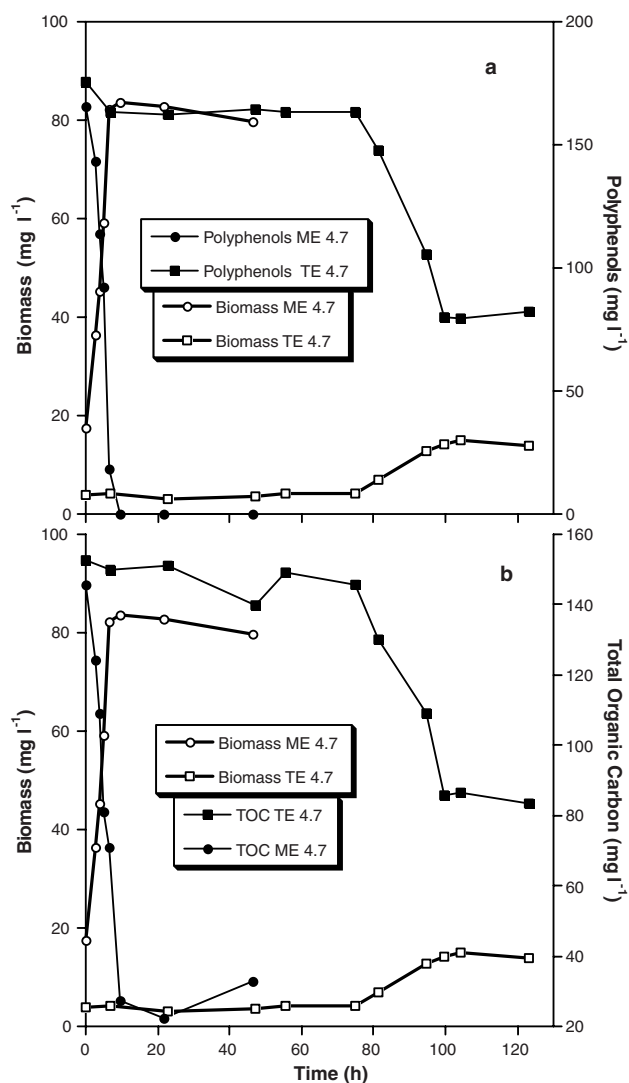 a
100
80
60
40
20
0
Biomass (mg l⁻¹)
200
150
100
50
0
Polyphenols (mg l⁻¹)
Polyphenols ME 4.7
Polyphenols TE 4.7
Biomass ME 4.7
Biomass TE 4.7
b
100
80
60
40
20
0
Biomass (mg l⁻¹)
160
140
120
100
80
60
40
20
Total Organic Carbon (mg l⁻¹)
Biomass ME 4.7
Biomass TE 4.7
TOC TE 4.7
TOC ME 4.7
0 20 40 60 80 100 120
Time (h)